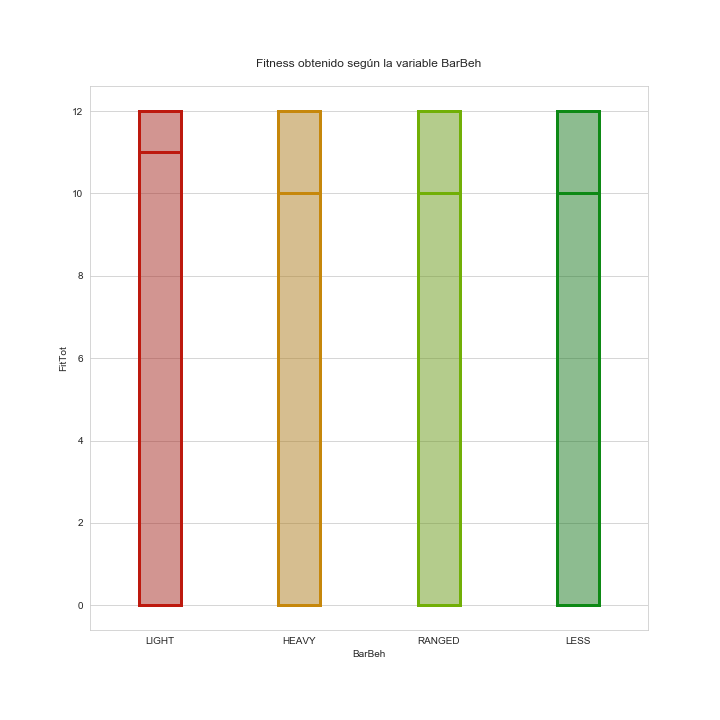 Fitness obtenido según la variable BarBeh
12
10
8
6
4
2
0
FitTot
LIGHT HEAVY RANGED LESS
BarBeh